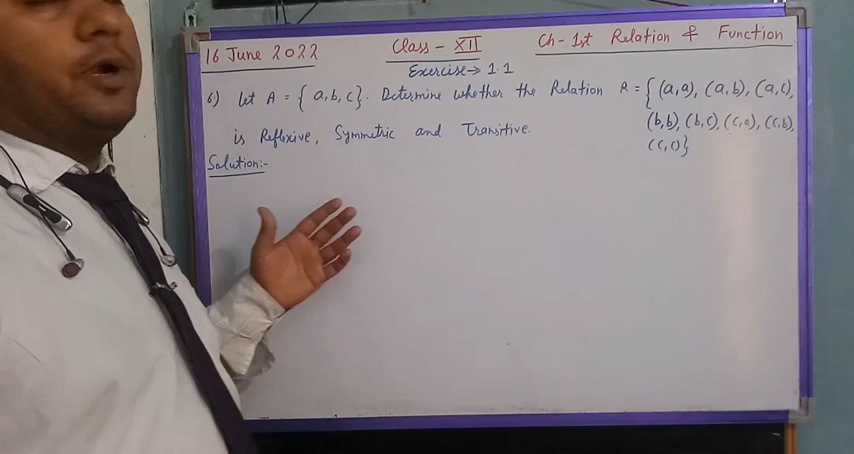 16 June 2022 Class - XII Ch - 1st Relation & Function
Exercise → 1.1
6) Let A = { a, b, c }. Determine whether the Relation R = { (a,a), (a,b), (a,c),
is Reflexive, Symmetric and Transitive. (b,b), (b,c), (c,a), (c,b),
Solution:- (c,c)}